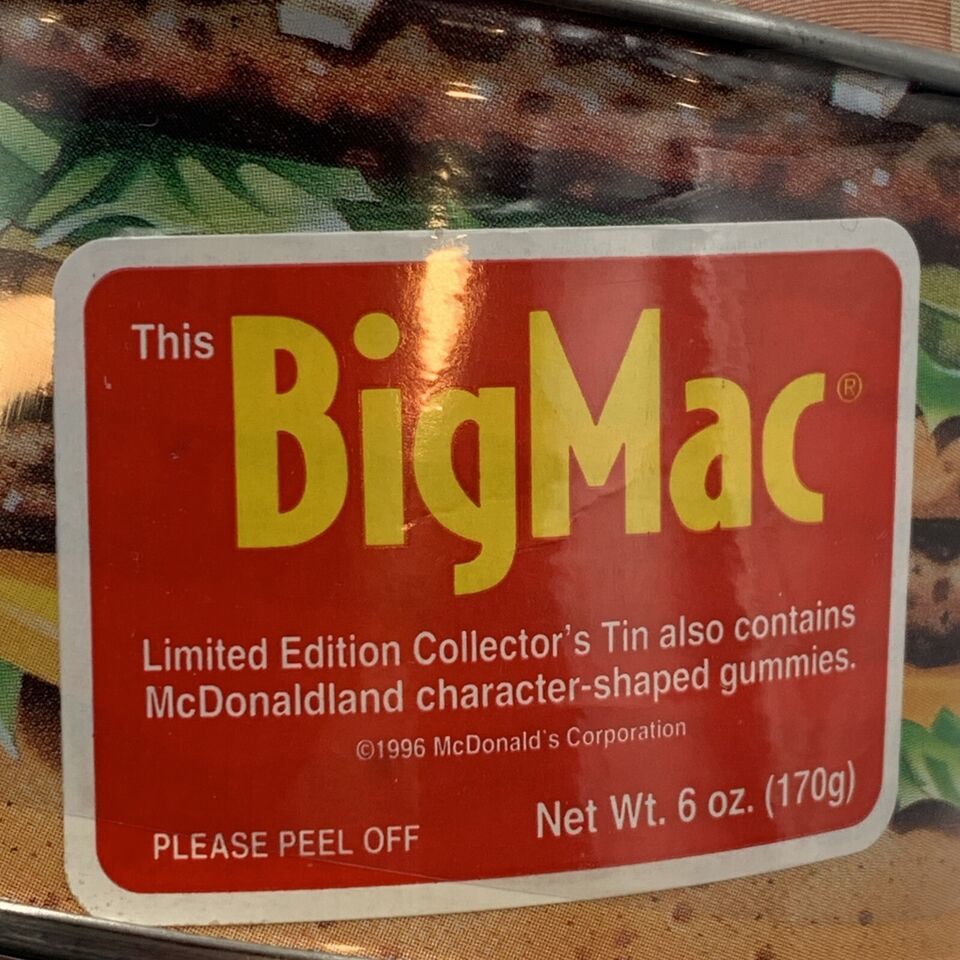 This BigMac®
Limited Edition Collector's Tin also contains
McDonaldland character-shaped gummies.
©1996 McDonald's Corporation
Net Wt. 6 oz. (170g)
PLEASE PEEL OFF